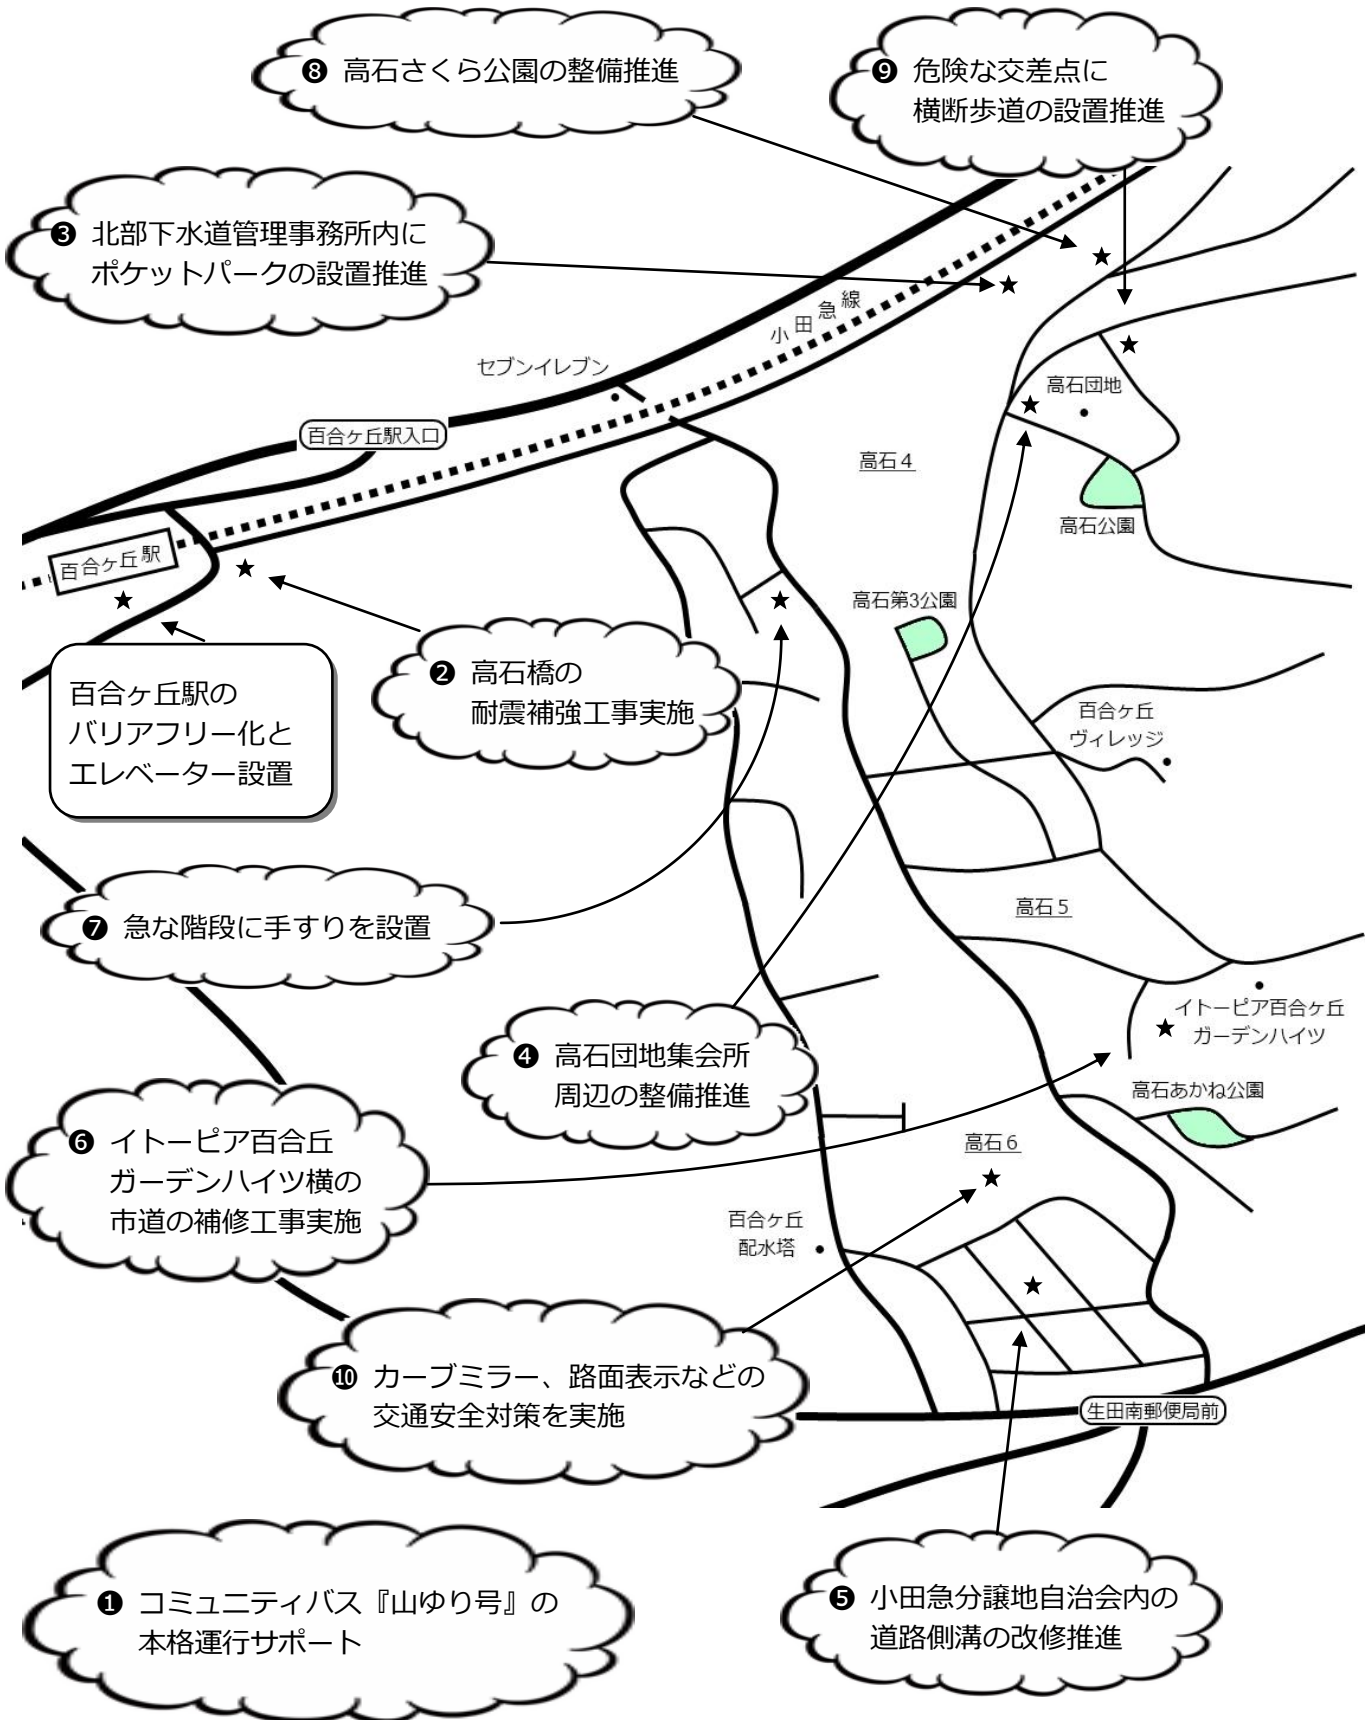 ❽ 高石さくら公園の整備推進
❾ 危険な交差点に
横断歩道の設置推進
❸ 北部下水道管理事務所内に
ポケットパークの設置推進
小田急線
セブンイレブン
百合ヶ丘駅入口
高石団地
高石4
高石公園
百合ヶ丘駅
高石第3公園
百合ヶ丘駅の
バリアフリー化と
エレベーター設置
❷ 高石橋の
耐震補強工事実施
百合ヶ丘
ヴィレッジ
❼ 急な階段に手すりを設置
高石5
イトーピア百合ヶ丘
ガーデンハイツ
❹ 高石団地集会所
周辺の整備推進
高石あかね公園
❻ イトーピア百合丘
ガーデンハイツ横の
市道の補修工事実施
高石6
百合ヶ丘
配水塔
❿ カーブミラー、路面表示などの
交通安全対策を実施
生田南郵便局前
❶ コミュニティバス『山ゆり号』の
本格運行サポート
❺ 小田急分譲地自治会内の
道路側溝の改修推進